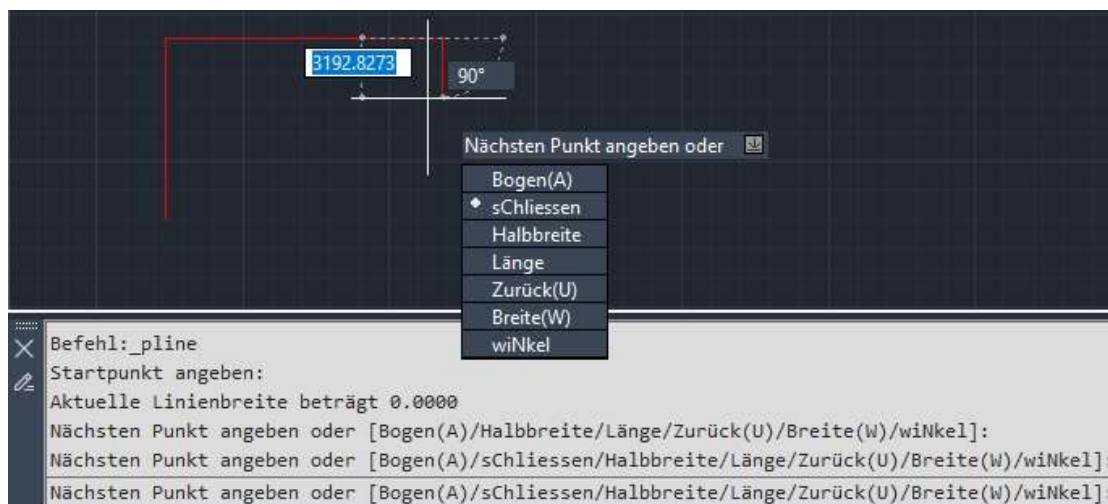 3192.8273
90°
Nächsten Punkt angeben oder
Bogen(A)
sChliessen
Halbbreite
Länge
Zurück(U)
Breite(W)
wiNkel
Befehl:_pline
Startpunkt angeben:
Aktuelle Linienbreite beträgt 0.0000
Nächsten Punkt angeben oder [Bogen(A)/Halbbreite/Länge/Zurück(U)/Breite(W)/wiNkel]:
Nächsten Punkt angeben oder [Bogen(A)/sChliessen/Halbbreite/Länge/Zurück(U)/Breite(W)/wiNkel]:
Nächsten Punkt angeben oder [Bogen(A)/sChliessen/Halbbreite/Länge/Zurück(U)/Breite(W)/wiNkel]: